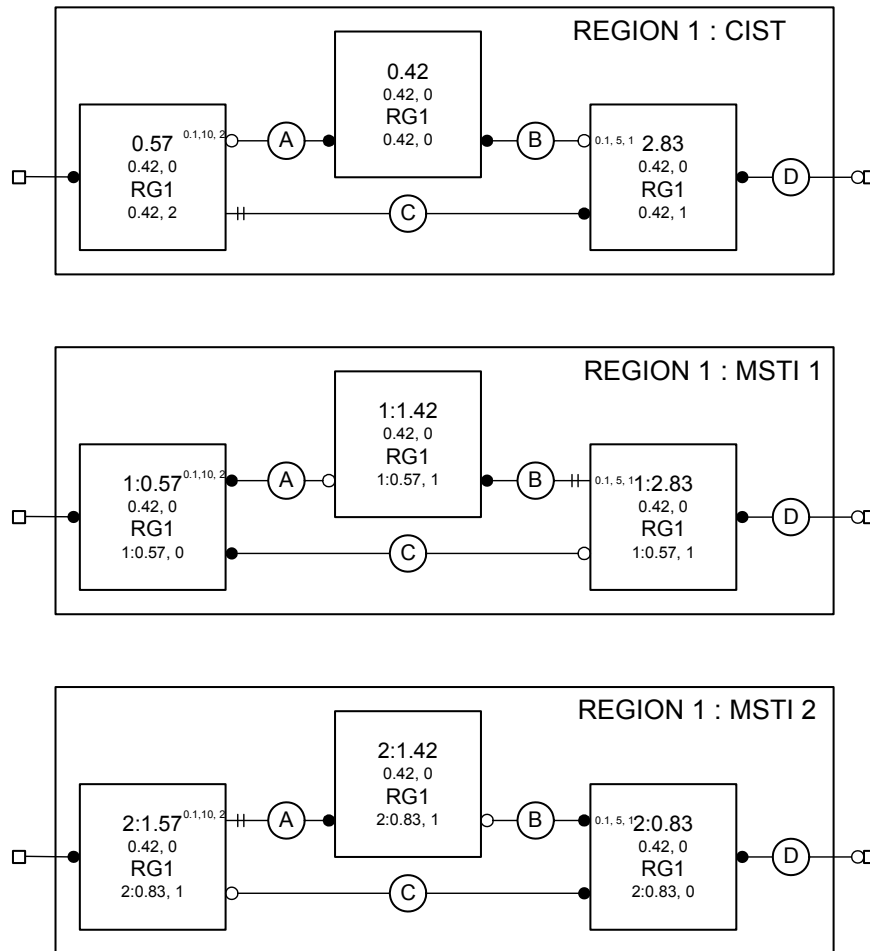 REGION 1 : CIST
0.42
0.42, 0
RG1
0.42, 0
0.57
0.1,10, 2
0.42, 0
RG1
0.42, 2
A
B
0.1, 5, 1
2.83
0.42, 0
RG1
0.42, 1
C
D
REGION 1 : MSTI 1
1:1.42
0.42, 0
RG1
1:0.57, 1
1:0.57
0.1,10, 2
0.42, 0
RG1
1:0.57, 0
A
B
0.1, 5, 1
1:2.83
0.42, 0
RG1
1:0.57, 1
C
D
REGION 1 : MSTI 2
2:1.42
0.42, 0
RG1
2:0.83, 1
2:1.57
0.1,10, 2
0.42, 0
RG1
2:0.83, 1
A
B
0.1, 5, 1
2:0.83
0.42, 0
RG1
2:0.83, 0
C
D